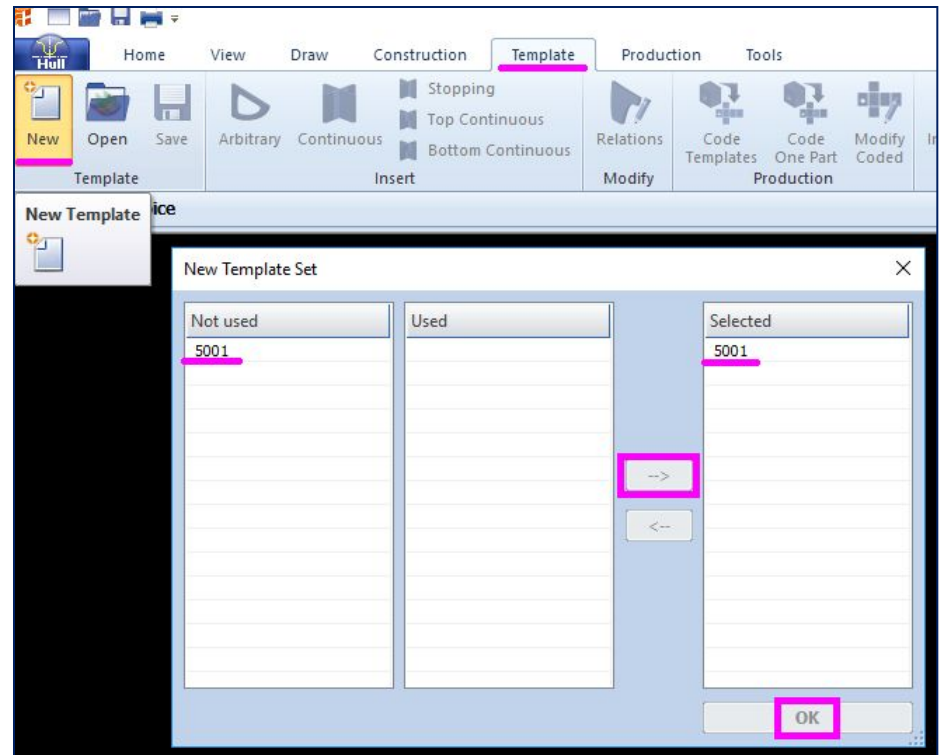 Hull
Home View Draw Construction Template Production Tools
New Open Save Arbitrary Continuous Stopping Top Continuous Bottom Continuous Relations Code Templates Code One Part Modify Coded
Template Insert Modify Production
New Template
New Template Set
Not used Used Selected
5001 5001
-->
<--
OK